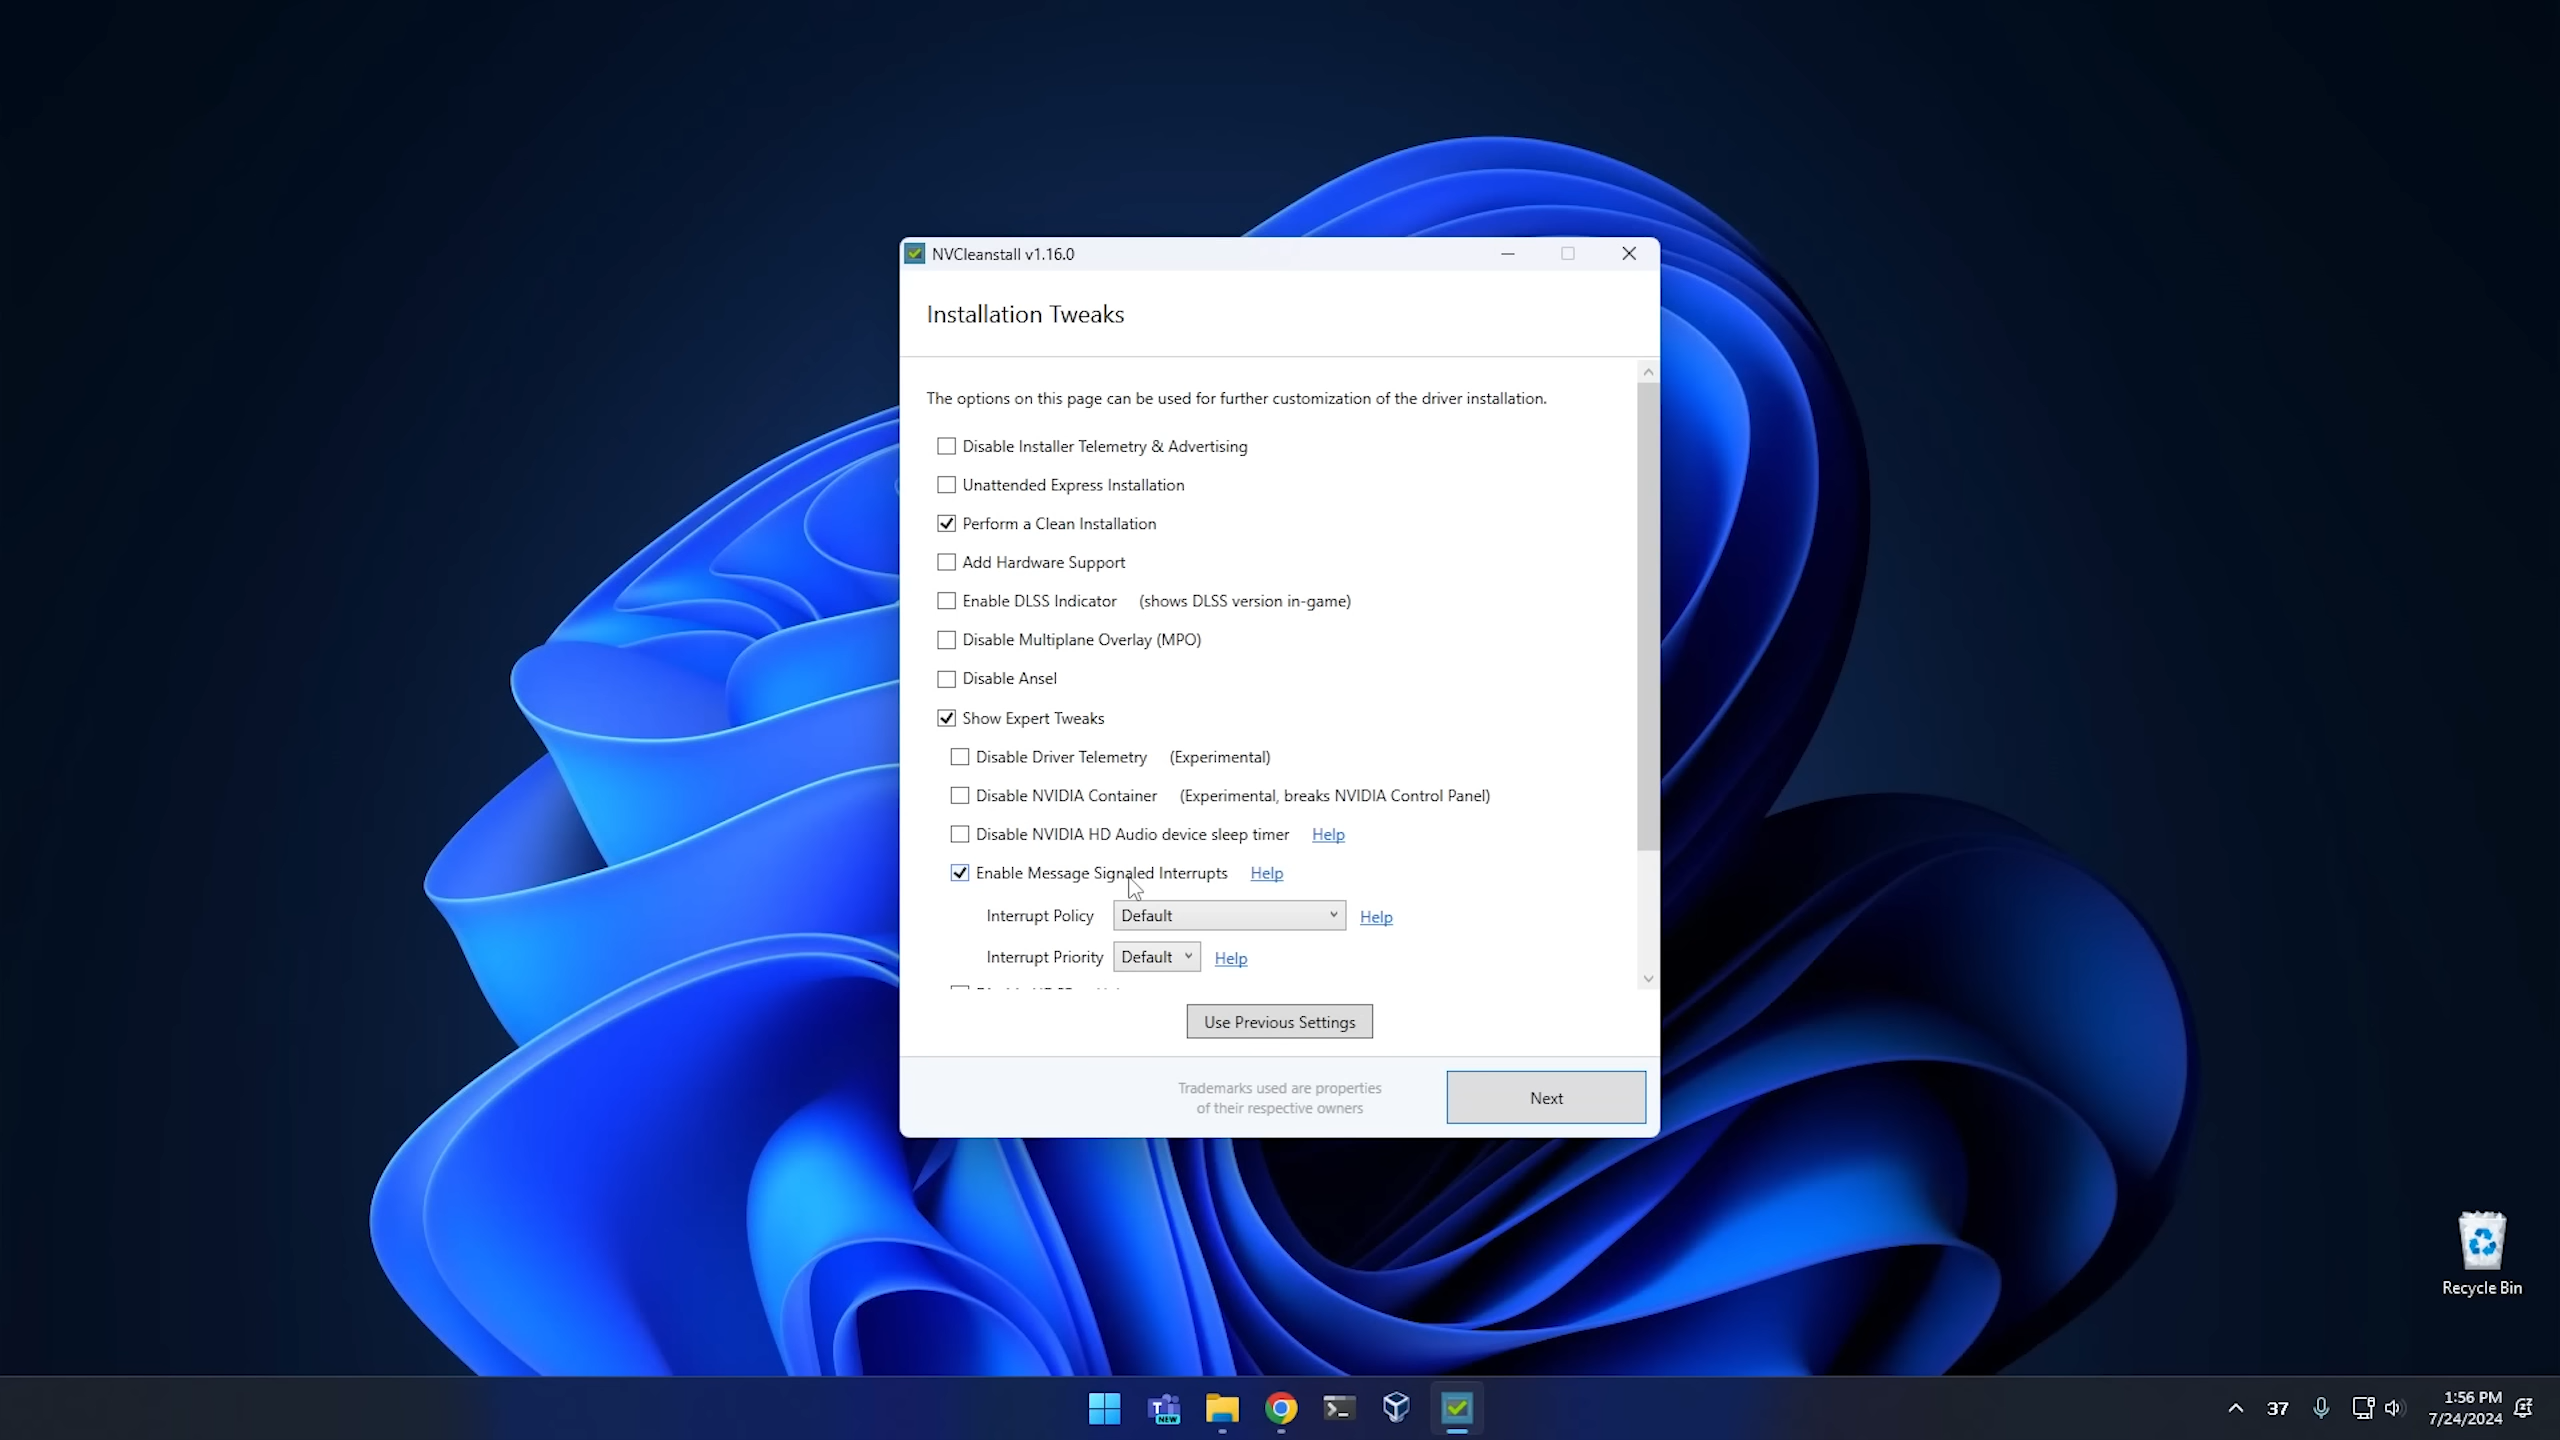 NVCleanstall v1.16.0
Installation Tweaks
The options on this page can be used for further customization of the driver installation.
Disable Installer Telemetry & Advertising
Unattended Express Installation
Perform a Clean Installation
Add Hardware Support
Enable DLSS Indicator (shows DLSS version in-game)
Disable Multiplane Overlay (MPO)
Disable Ansel
Show Expert Tweaks
Disable Driver Telemetry (Experimental)
Disable NVIDIA Container (Experimental, breaks NVIDIA Control Panel)
Disable NVIDIA HD Audio device sleep timer Help
Enable Message Signaled Interrupts Help
Interrupt Policy Default Help
Interrupt Priority Default Help
Use Previous Settings
Trademarks used are properties
of their respective owners
Next
Recycle Bin
T
NEW
37
1:56 PM
7/24/2024